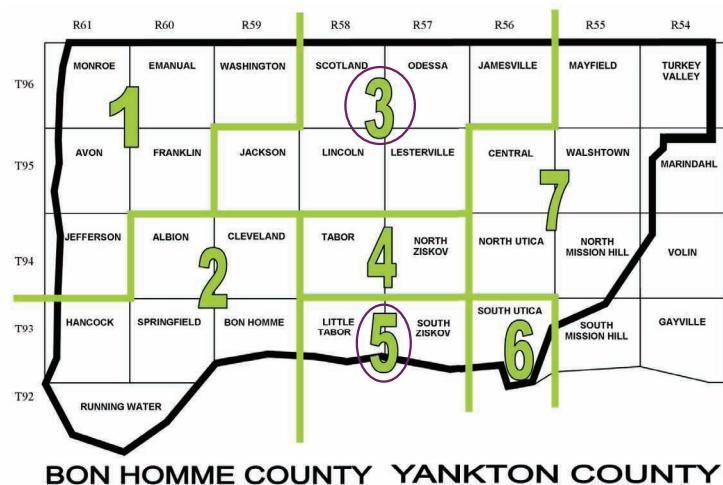 R61 R60 R59 R58 R57 R56 R55 R54
T96
MONROE EMANUAL WASHINGTON SCOTLAND ODESSA JAMESVILLE MAYFIELD TURKEY
VALLEY
1 3
T95
AVON FRANKLIN JACKSON LINCOLN LESTERVILLE CENTRAL WALSHTOWN MARINDAHL
7
T94
JEFFERSON ALBION CLEVELAND TABOR NORTH
ZISKOV NORTH UTICA NORTH
MISSION HILL VOLIN
2 4
T93
HANCOCK SPRINGFIELD BON HOMME LITTLE
TABOR SOUTH
ZISKOV SOUTH UTICA SOUTH
MISSION HILL GAYVILLE
5 6
T92
RUNNING WATER
BON HOMME COUNTY YANKTON COUNTY